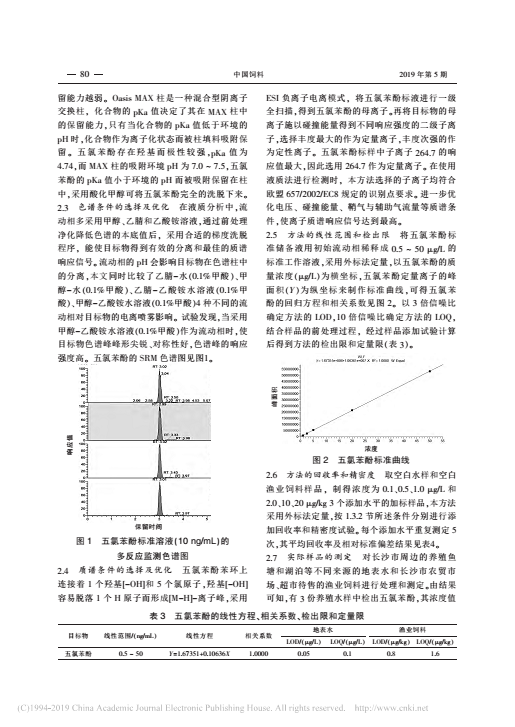 — 80 —
中国饲料
2019 年第 5 期
留能力越弱。Oasis MAX 柱是一种混合型阴离子
交换柱，化合物的 pKa 值决定了其在 MAX 柱中
的保留能力，只有当化合物的 pKa 值低于环境的
pH 时，化合物作为离子化状态而被柱填料吸附保
留。五氯苯酚存在羟基而极性较强，pKa 值为
4.74，而 MAX 柱的吸附环境 pH 为 7.0 ~ 7.5，五氯
苯酚的 pKa 值小于环境的 pH 而被吸附保留在柱
中，采用酸化甲醇可将五氯苯酚完全的洗脱下来。
2.3 色谱条件的选择及优化 在液质分析中，流
动相多采用甲醇、乙腈和乙酸铵溶液，通过前处理
净化降低色谱的本底值后，采用合适的梯度洗脱
程序，能使目标物得到有效的分离和最佳的质谱
响应信号。流动相的 pH 会影响目标物在色谱柱中
的分离，本文同时比较了乙腈-水(0.1%甲酸)、甲
醇-水(0.1%甲酸)、乙腈-乙酸铵水溶液(0.1%甲
酸)、甲醇-乙酸铵水溶液(0.1%甲酸)4 种不同的流
动相对目标物的电离喷雾影响。试验发现，当采用
甲醇-乙酸铵水溶液(0.1%甲酸)作为流动相时，使
目标物色谱峰峰形尖锐、对称性好，色谱峰的响应
强度高。五氯苯酚的 SRM 色谱图见图1。
响应值
保留时间
图 1 五氯苯酚标准溶液(10 ng/mL)的
多反应监测色谱图
2.4 质谱条件的选择及优化 五氯苯酚苯环上
连接着 1 个羟基[-OH]和 5 个氯原子，羟基[-OH]
容易脱落 1 个 H 原子而形成[M-H]-离子峰，采用
ESI 负离子电离模式，将五氯苯酚标液进行一级
全扫描，得到五氯苯酚的母离子。再将目标物的母
离子施以碰撞能量得到不同响应强度的二级子离
子，选择丰度最大的作为定量离子，丰度次强的作
为定性离子。五氯苯酚标样中子离子 264.7 的响
应值最大，因此选用 264.7 作为定量离子。在使用
液质法进行检测时，本方法选择的子离子均符合
欧盟 657/2002/EC8 规定的识别点要求。进一步优
化电压、碰撞能量、鞘气与辅助气流量等质谱条
件，使离子质谱响应信号达到最高。
2.5 方法的线性范围和检出限 将五氯苯酚标
准储备液用初始流动相稀释成 0.5 ~ 50 μg/L 的
标准工作溶液，采用外标法定量，以五氯苯酚的质
量浓度(μg/L)为横坐标，五氯苯酚定量离子的峰
面积(Y)为纵坐标来制作标准曲线，可得五氯苯
酚的回归方程和相关系数见图 2。以 3 倍信噪比
确定方法的 LOD，10 倍信噪比确定方法的 LOQ，
结合样品的前处理过程，经过样品添加试验计算
后得到方法的检出限和定量限(表 3)。
峰面积
浓度
图 2 五氯苯酚标准曲线
2.6 方法的回收率和精密度 取空白水样和空白
渔业饲料样品，制得浓度为 0.1、0.5、1.0 μg/L 和
2.0、10、20 μg/kg 3 个添加水平的加标样品，本方法
采用外标法定量，按 1.3.2 节所述条件分别进行添
加回收率和精密度试验。每个添加水平重复测定 5
次，其平均回收率及相对标准偏差结果见表4。
2.7 实际样品的测定 对长沙市周边的养殖鱼
塘和湖泊等不同来源的地表水和长沙市农贸市
场、超市待售的渔业饲料进行处理和测定。由结果
可知，有 3 份养殖水样中检出五氯苯酚，其浓度值
表 3 五氯苯酚的线性方程、相关系数、检出限和定量限
目标物 线性范围/(ng/mL) 线性方程 相关系数 地表水 渔业饲料
LOD/(μg/L) LOQ/(μg/L) LOD/(μg/kg) LOQ/(μg/kg)
五氯苯酚 0.5 ~ 50 Y=1.67351+0.10636X 1.0000 0.05 0.1 0.8 1.6
(C)1994-2019 China Academic Journal Electronic Publishing House. All rights reserved. http://www.cnki.net